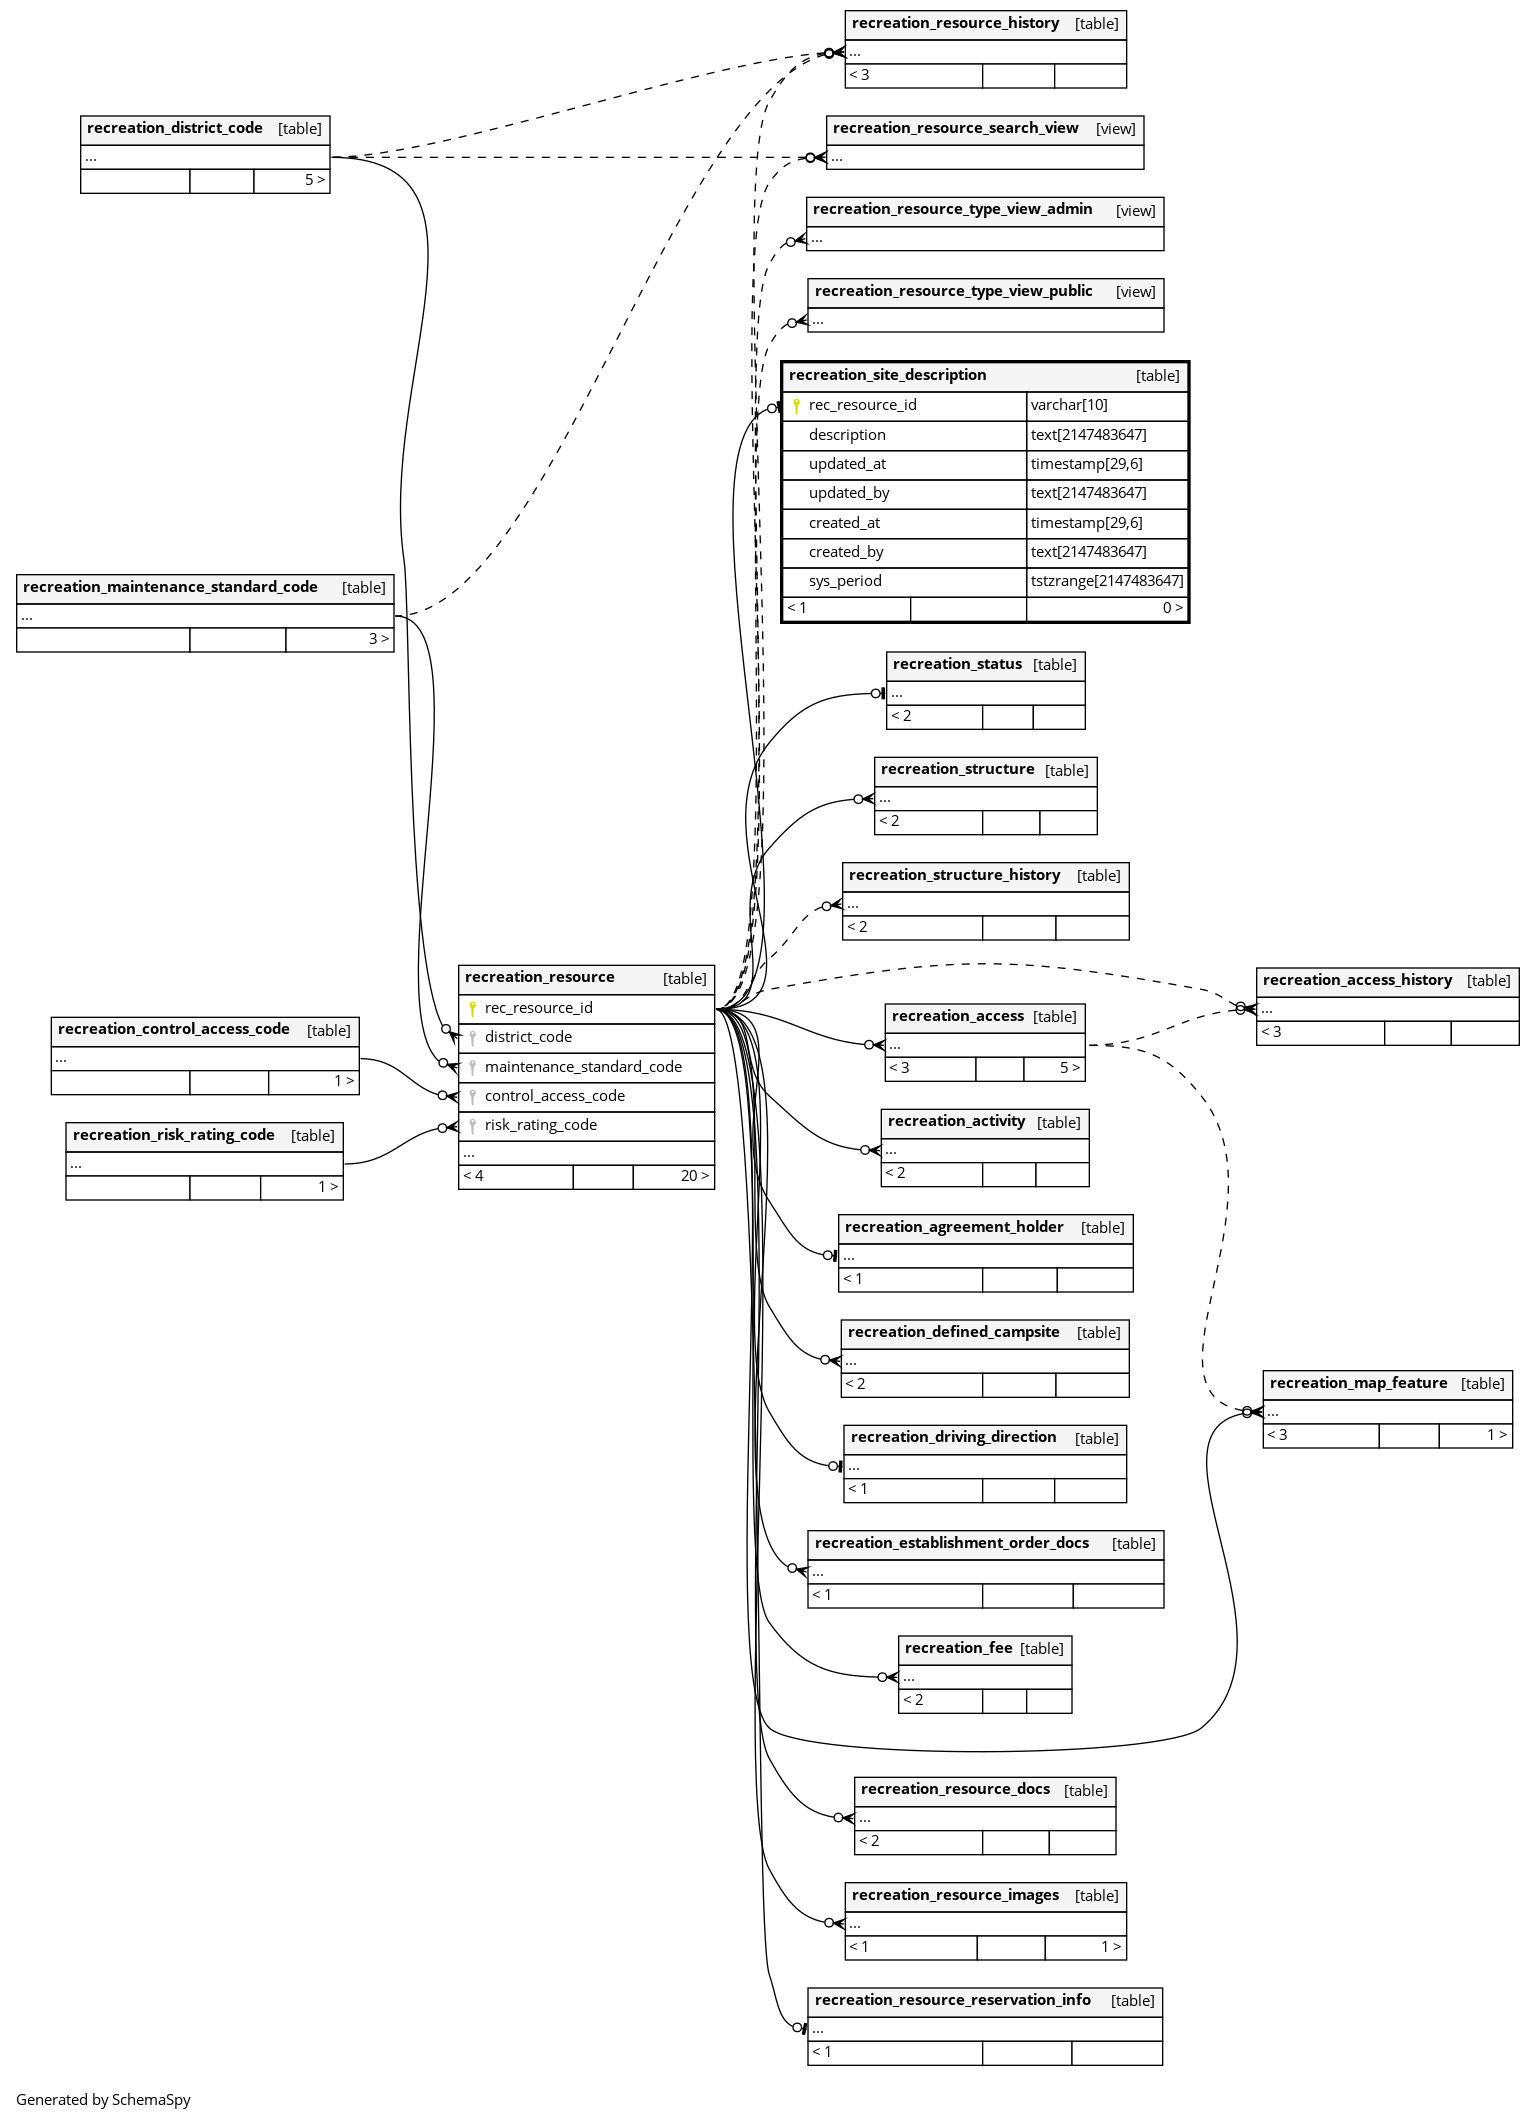 recreation_resource_history [table]
...
< 3
recreation_district_code [table]
...
5 >
recreation_resource_search_view [view]
...
recreation_resource_type_view_admin [view]
...
recreation_resource_type_view_public [view]
...
recreation_site_description [table]
rec_resource_id varchar[10]
description text[2147483647]
updated_at timestamp[29,6]
updated_by text[2147483647]
created_at timestamp[29,6]
created_by text[2147483647]
sys_period tstzrange[2147483647]
< 1 0 >
recreation_maintenance_standard_code [table]
...
3 >
recreation_status [table]
...
< 2
recreation_structure [table]
...
< 2
recreation_structure_history [table]
...
< 2
recreation_resource [table]
rec_resource_id
district_code
maintenance_standard_code
control_access_code
risk_rating_code
...
< 4 20 >
recreation_control_access_code [table]
...
1 >
recreation_risk_rating_code [table]
...
1 >
recreation_access_history [table]
...
< 3
recreation_access [table]
...
< 3 5 >
recreation_activity [table]
...
< 2
recreation_agreement_holder [table]
...
< 1
recreation_defined_campsite [table]
...
< 2
recreation_map_feature [table]
...
< 3 1 >
recreation_driving_direction [table]
...
< 1
recreation_establishment_order_docs [table]
...
< 1
recreation_fee [table]
...
< 2
recreation_resource_docs [table]
...
< 2
recreation_resource_images [table]
...
< 1 1 >
recreation_resource_reservation_info [table]
...
< 1
Generated by SchemaSpy